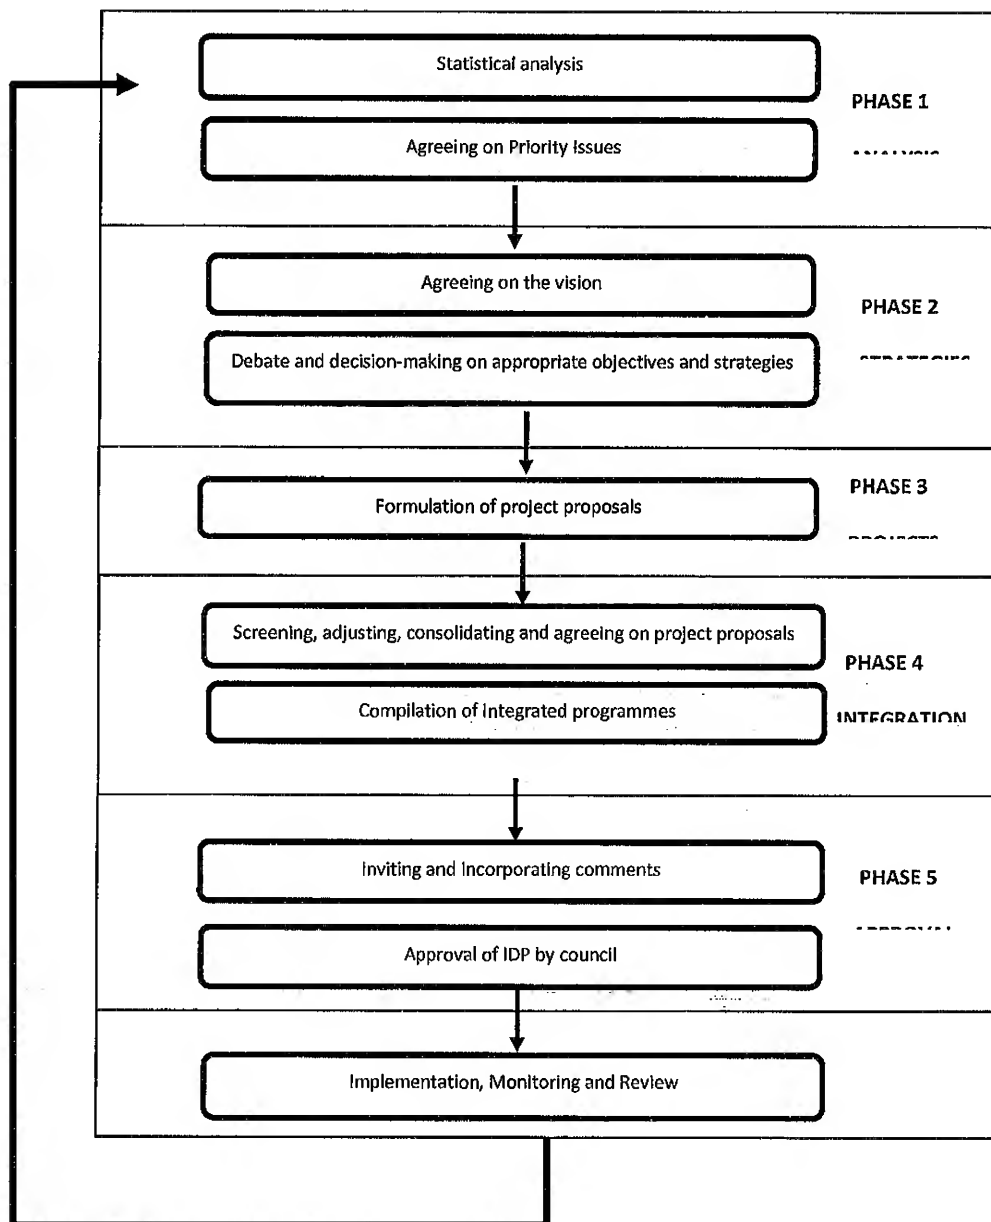 Statistical analysis
PHASE 1
Agreeing on Priority issues
Agreeing on the vision
PHASE 2
Debate and decision-making on appropriate objectives and strategies
PHASE 3
Formulation of project proposals
Screening, adjusting, consolidating and agreeing on project proposals
PHASE 4
Compilation of integrated programmes
INTEGRATION
Inviting and incorporating comments
PHASE 5
Approval of IDP by council
Implementation, Monitoring and Review